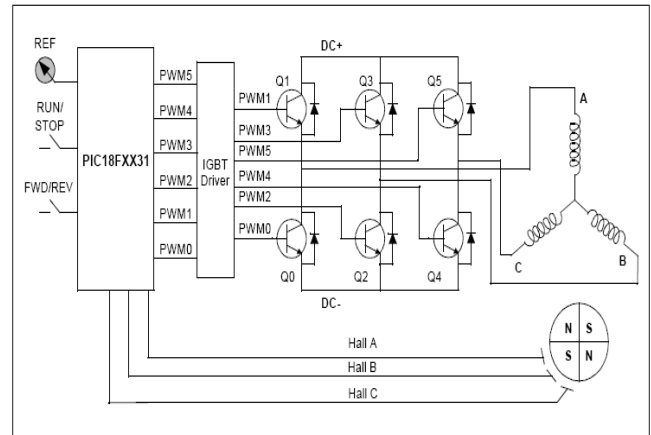 REF
RUN/
STOP
FWD/REV
PIC18FXX31
PWM5
PWM4
PWM3
PWM2
PWM1
PWM0
IGBT
Driver
PWM1
PWM3
PWM5
PWM4
PWM2
PWM0
DC+
Q1
Q3
Q5
Q0
Q2
Q4
DC-
A
C
B
N S
S N
Hall A
Hall B
Hall C